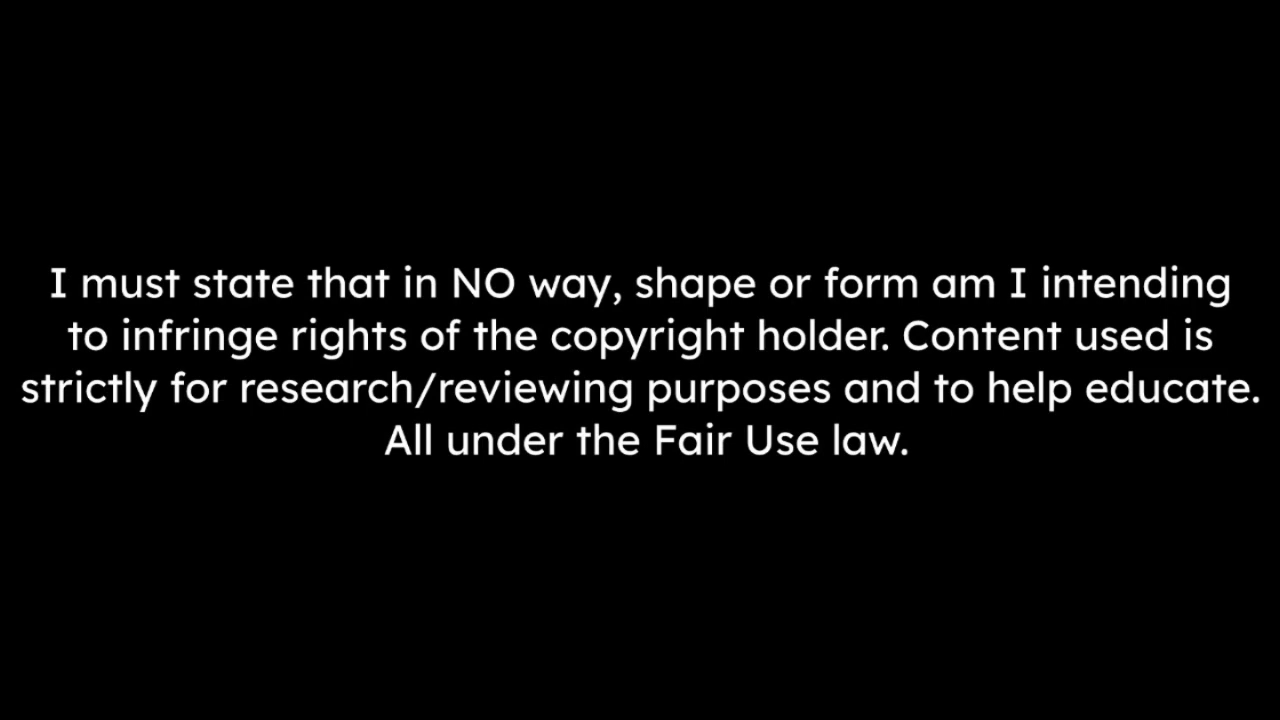 I must state that in NO way, shape or form am I intending
to infringe rights of the copyright holder. Content used is
strictly for research/reviewing purposes and to help educate.
All under the Fair Use law.